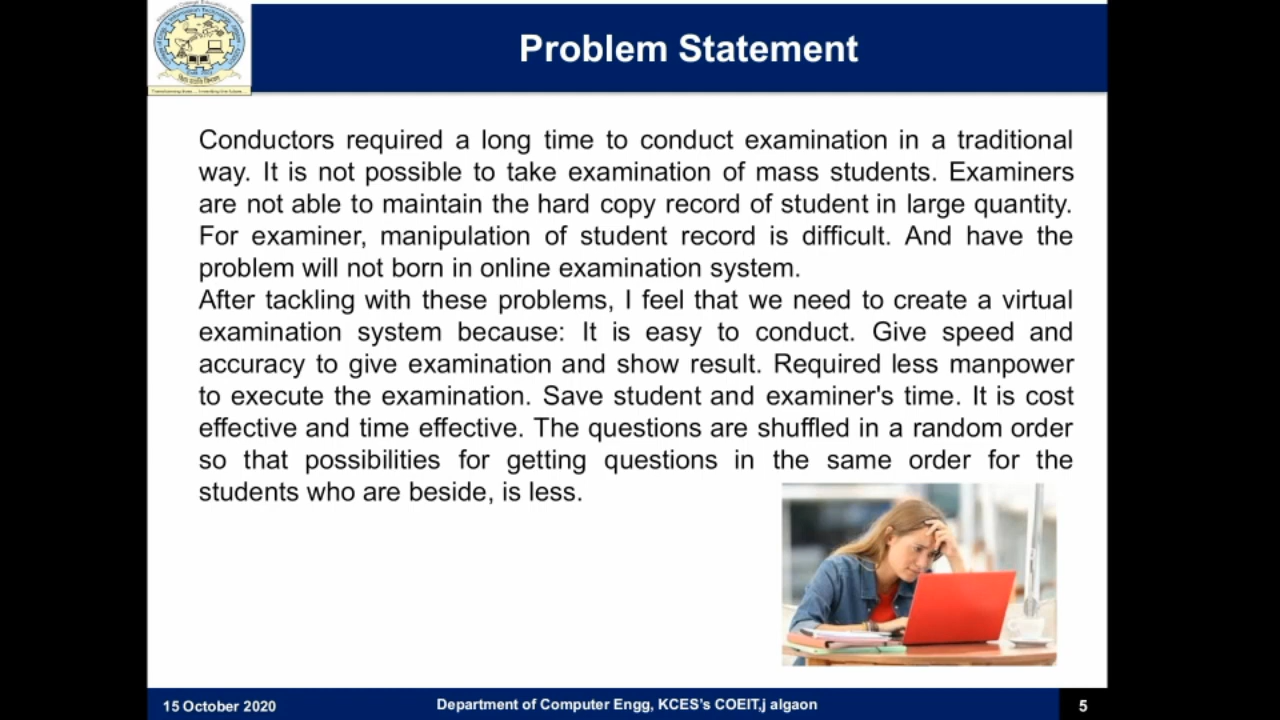 Problem Statement
Conductors required a long time to conduct examination in a traditional
way. It is not possible to take examination of mass students. Examiners
are not able to maintain the hard copy record of student in large quantity.
For examiner, manipulation of student record is difficult. And have the
problem will not born in online examination system.
After tackling with these problems, I feel that we need to create a virtual
examination system because: It is easy to conduct. Give speed and
accuracy to give examination and show result. Required less manpower
to execute the examination. Save student and examiner's time. It is cost
effective and time effective. The questions are shuffled in a random order
so that possibilities for getting questions in the same order for the
students who are beside, is less.
15 October 2020
Department of Computer Engg, KCES's COEIT,j algaon
5